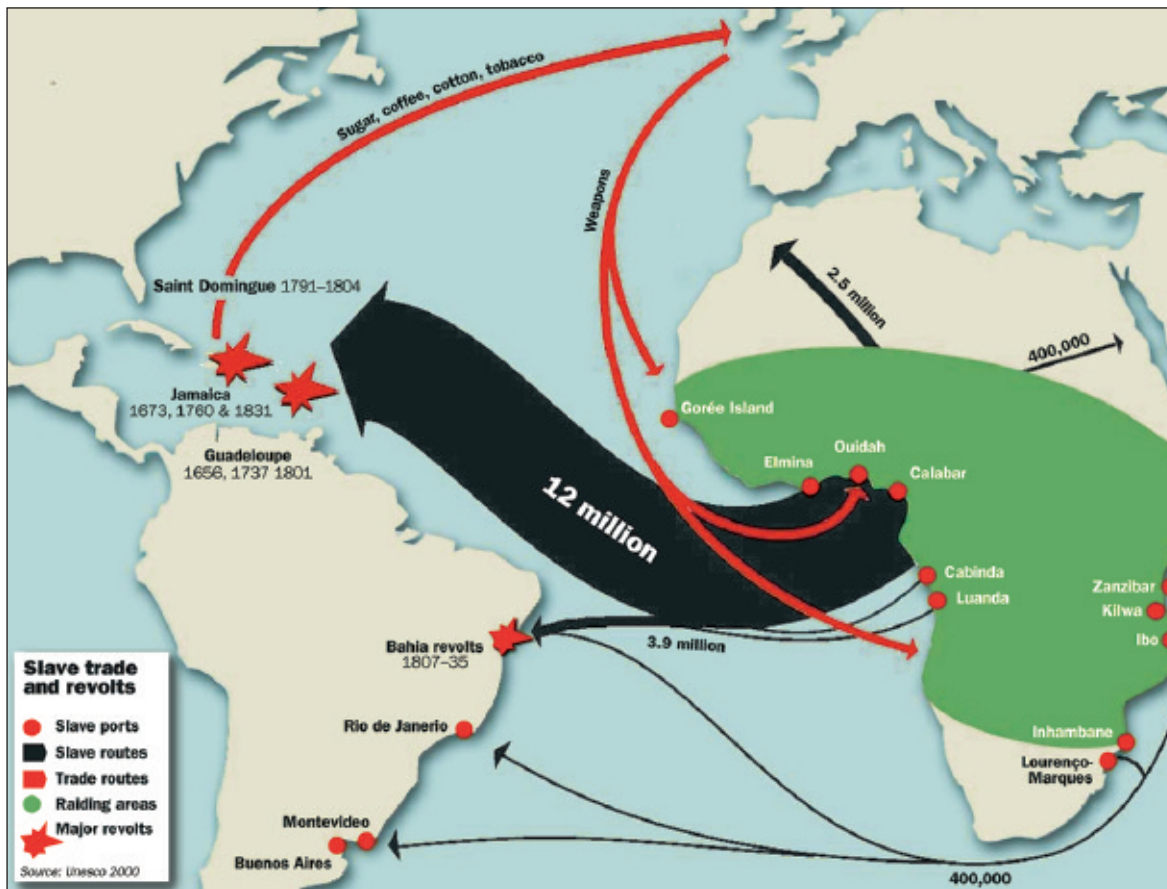 Sugar, coffee, cotton, tobacco
Weapons
2.5 million
400,000
Saint Domingue 1791–1804
Jamaica
1673, 1760 & 1831
Guadeloupe
1656, 1737 1801
Gorée Island
Elmina
Ouidah
Calabar
12 million
Cabinda
Luanda
Zanzibar
Kilwa
Ibo
3.9 million
Bahia revolts
1807–35
Rio de Janerio
Inhambane
Lourenço-
Marques
Montevideo
Buenos Aires
400,000
Slave trade
and revolts
Slave ports
Slave routes
Trade routes
Raiding areas
Major revolts
Source: Unesco 2000